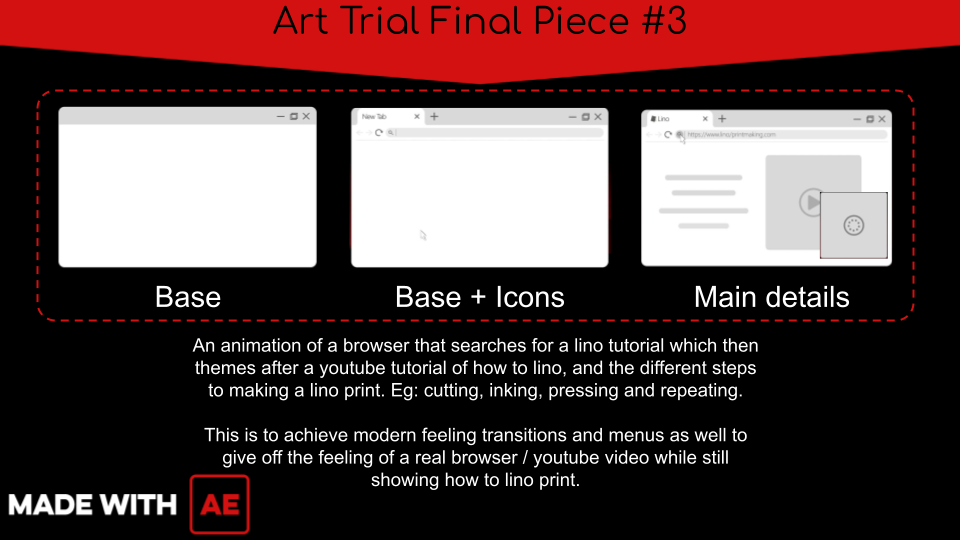 Art Trial Final Piece #3
New Tab
Lino
https://www.lino/printmaking.com
Base
Base + Icons
Main details
An animation of a browser that searches for a lino tutorial which then
themes after a youtube tutorial of how to lino, and the different steps
to making a lino print. Eg: cutting, inking, pressing and repeating.
This is to achieve modern feeling transitions and menus as well to
give off the feeling of a real browser / youtube video while still
showing how to lino print.
MADE WITH AE